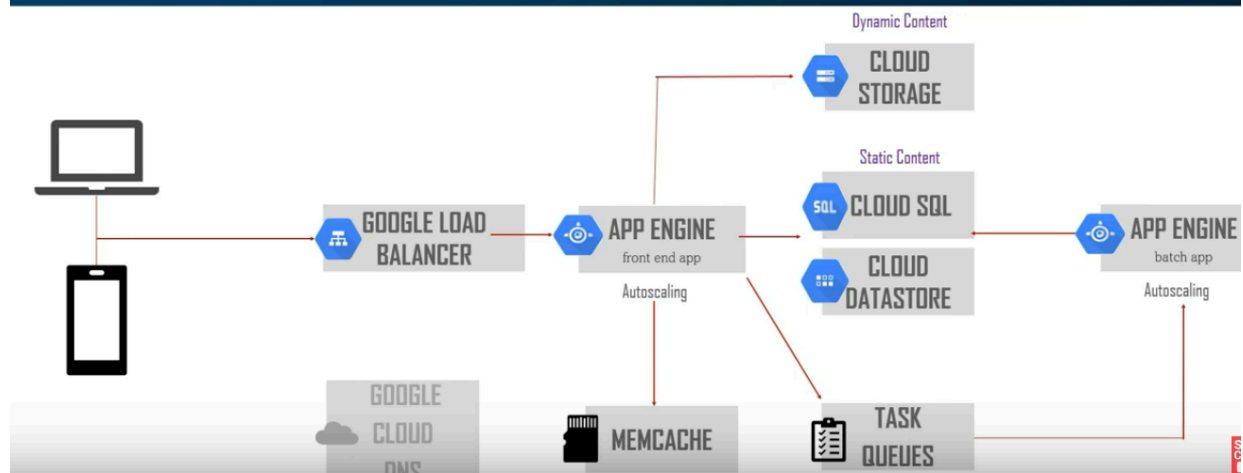 Dynamic Content
CLOUD
STORAGE
Static Content
SQL
CLOUD SQL
GOOGLE LOAD
BALANCER
APP ENGINE
front end app
Autoscaling
CLOUD
DATASTORE
APP ENGINE
batch app
Autoscaling
GOOGLE
CLOUD
DNS
MEMCACHE
TASK
QUEUES